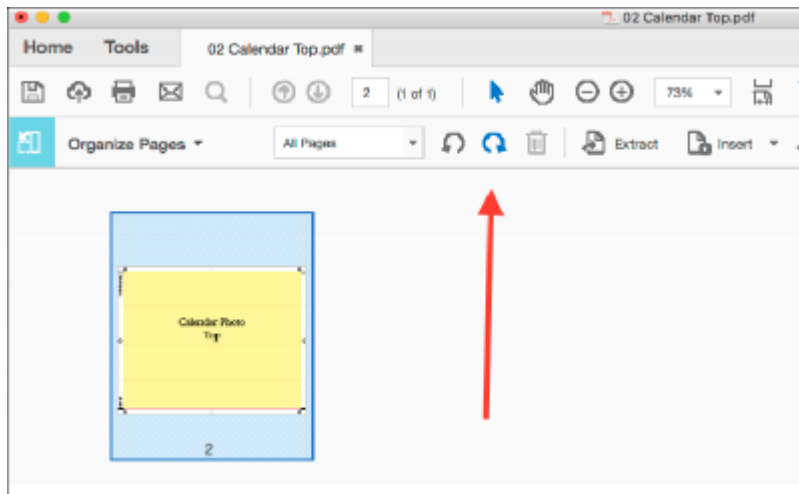 02 Calendar Top.pdf
Home Tools 02 Calendar Top.pdf ×
2 (1 of 1) 73%
Organize Pages All Pages Extract Insert
Calendar Photo
Top
2